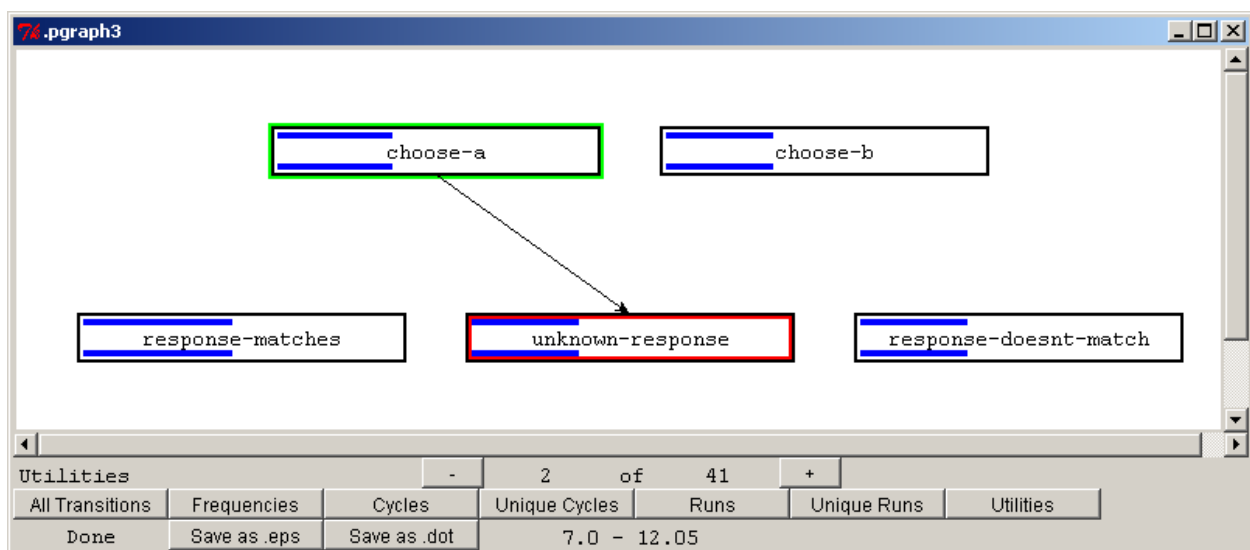 .pgraph3
choose-a choose-b
response-matches unknown-response response-doesnt-match
Utilities - 2 of 41 +
All Transitions Frequencies Cycles Unique Cycles Runs Unique Runs Utilities
Done Save as .eps Save as .dot 7.0 - 12.05